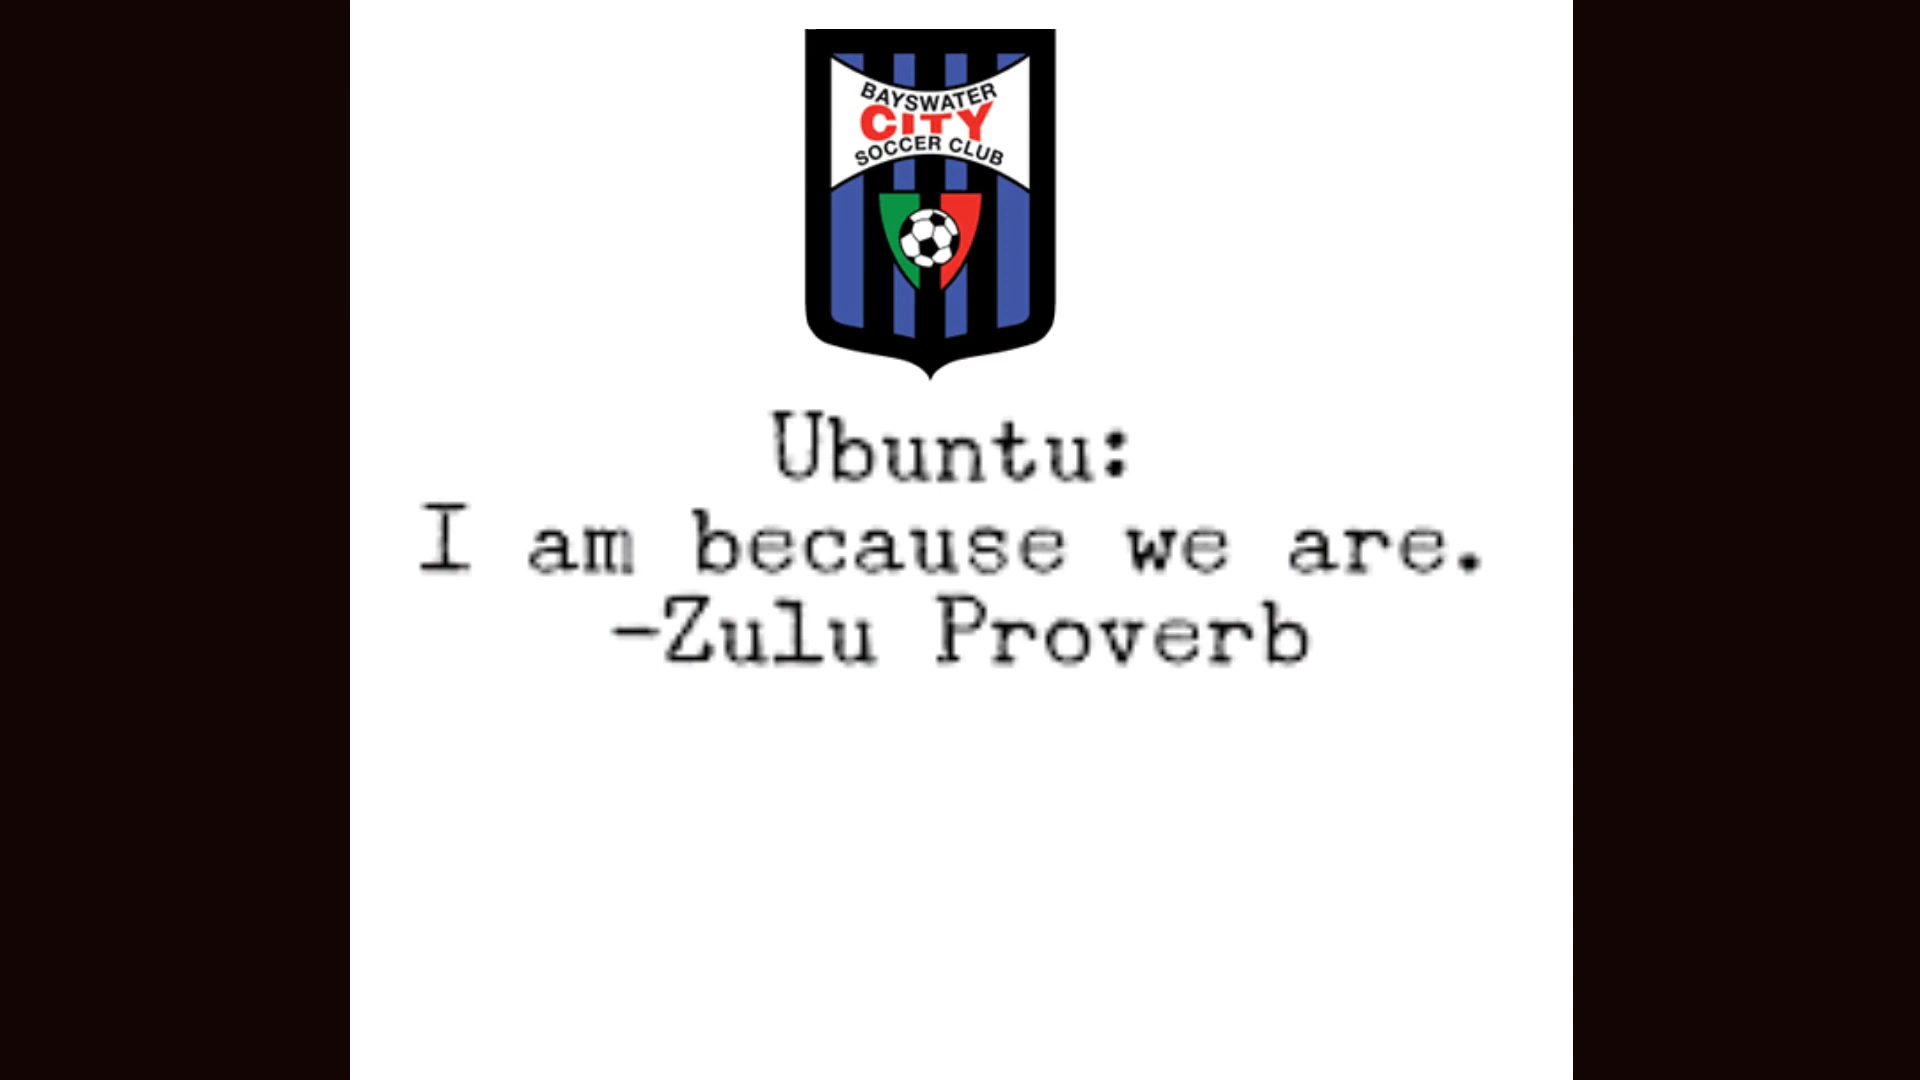 BAYSWATER
CITY
SOCCER CLUB
Ubuntu:
I am because we are.
-Zulu Proverb